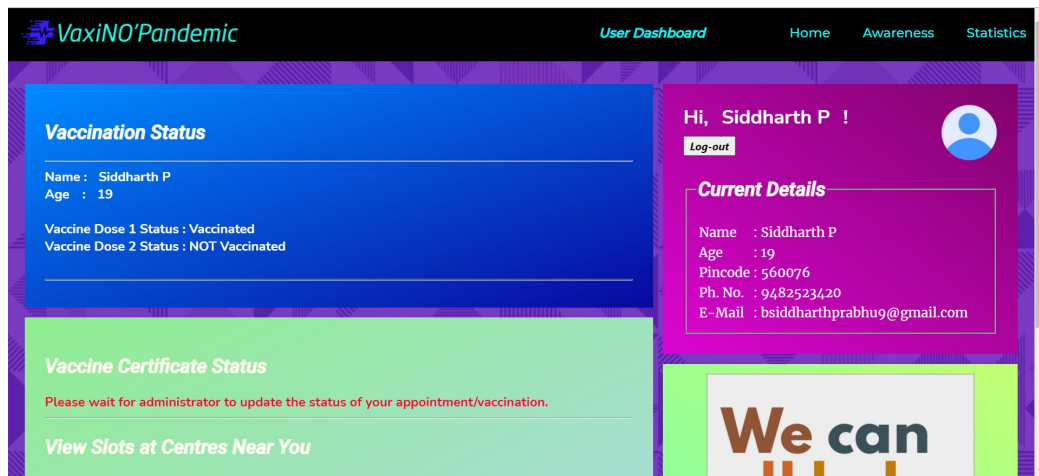 VaxiNO'Pandemic
User Dashboard
Home
Awareness
Statistics
Vaccination Status
Name : Siddharth P
Age : 19
Vaccine Dose 1 Status : Vaccinated
Vaccine Dose 2 Status : NOT Vaccinated
Vaccine Certificate Status
Please wait for administrator to update the status of your appointment/vaccination.
View Slots at Centres Near You
Hi, Siddharth P !
Log-out
Current Details
Name : Siddharth P
Age : 19
Pincode : 560076
Ph. No. : 9482523420
E-Mail : bsiddharthprabhu9@gmail.com
We can